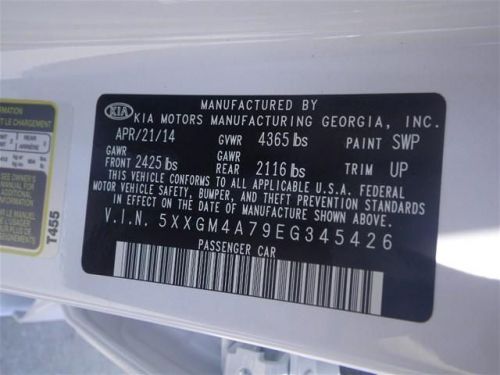 MANUFACTURED BY
KIA
KIA MOTORS MANUFACTURING GEORGIA, INC.
APR/21/14 GVWR 4365 lbs PAINT SWP
GAWR GAWR
FRONT 2425 lbs REAR 2116 lbs TRIM UP
THIS VEHICLE CONFORMS TO ALL U.S.A. FEDERAL
MOTOR VEHICLE SAFETY, BUMPER, AND THEFT PREVENTION STANDARDS
IN EFFECT ON THE DATE OF MANUFACTURE SHOWN ABOVE.
V.I.N. 5XXGM4A79EG345426
PASSENGER CAR
T455